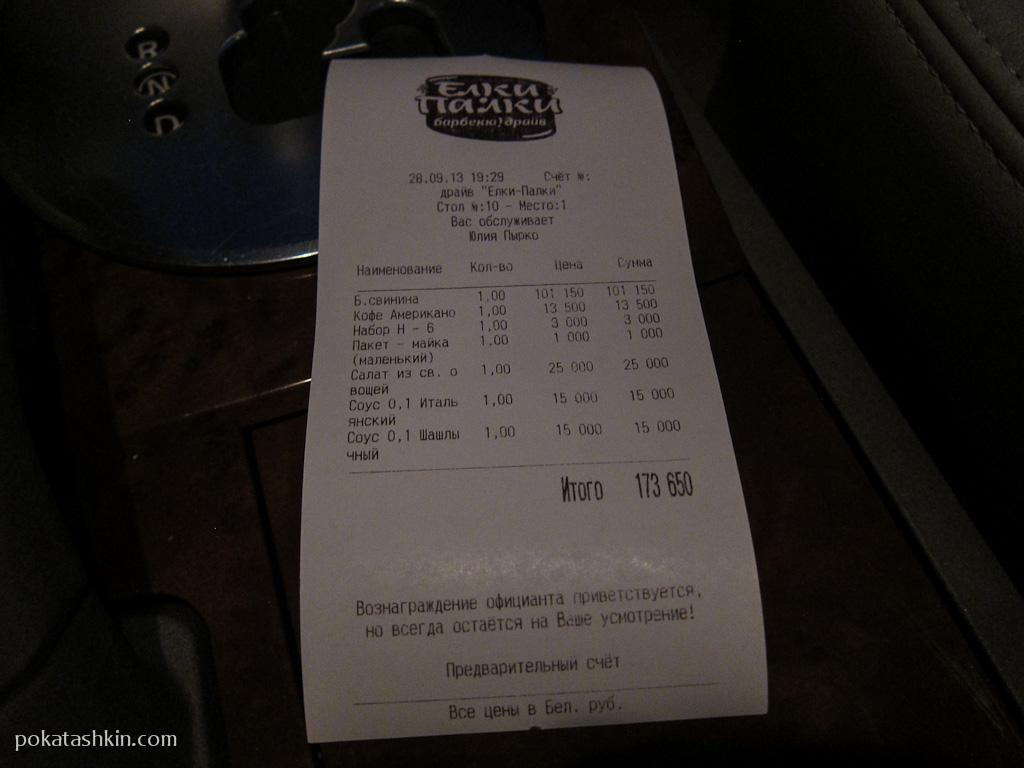 R
N
D
Елки
Палки
барбекю драйв
28.09.13 19:29 Счёт №:
драйв "Елки-Палки"
Стол №:10 - Место:1
Вас обслуживает
Юлия Пырко
Наименование Кол-во Цена Сумма
Б.свинина 1,00 101 150 101 150
Кофе Американо 1,00 13 500 13 500
Набор Н - 6 1,00 3 000 3 000
Пакет - майка 1,00 1 000 1 000
(маленький)
Салат из св. о 1,00 25 000 25 000
вощей
Соус 0,1 Италь 1,00 15 000 15 000
янский
Соус 0,1 Шашлы 1,00 15 000 15 000
чный
Итого 173 650
Вознаграждение официанта приветствуется,
но всегда остаётся на Ваше усмотрение!
Предварительный счёт
Все цены в Бел. руб.
pokatashkin.com